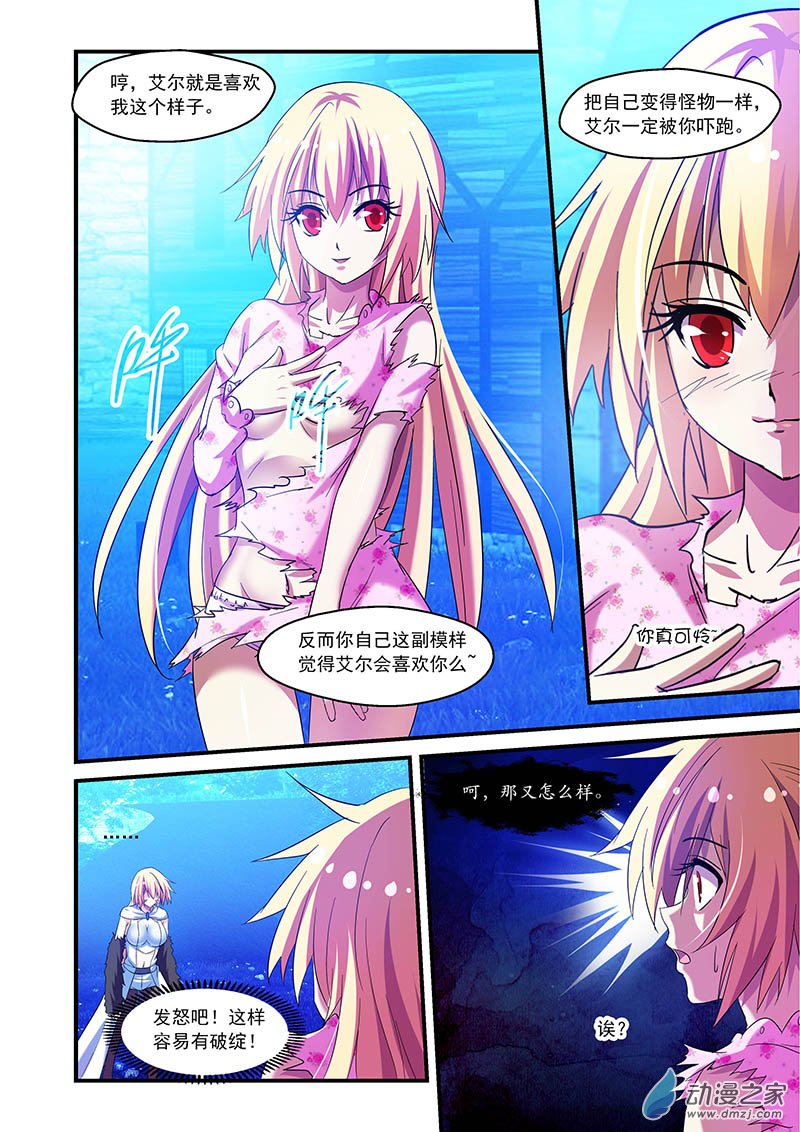 哼，艾尔就是喜欢
我这个样子。
咔
咔
反而你自己这副模样
觉得艾尔会喜欢你么~
把自己变得怪物一样，
艾尔一定被你吓跑。
你真可怜~
……
发怒吧！这样
容易有破绽！
呵，那又怎么样。
诶？
动漫之家
www.dmzj.com